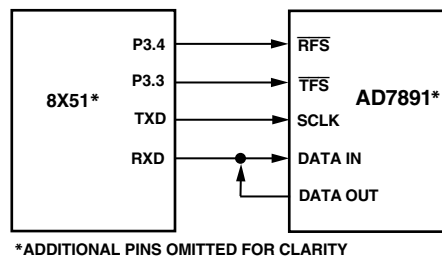 P3.4
RFS
P3.3
TFS
8X51*
AD7891*
TXD
SCLK
RXD
DATA IN
DATA OUT
*ADDITIONAL PINS OMITTED FOR CLARITY